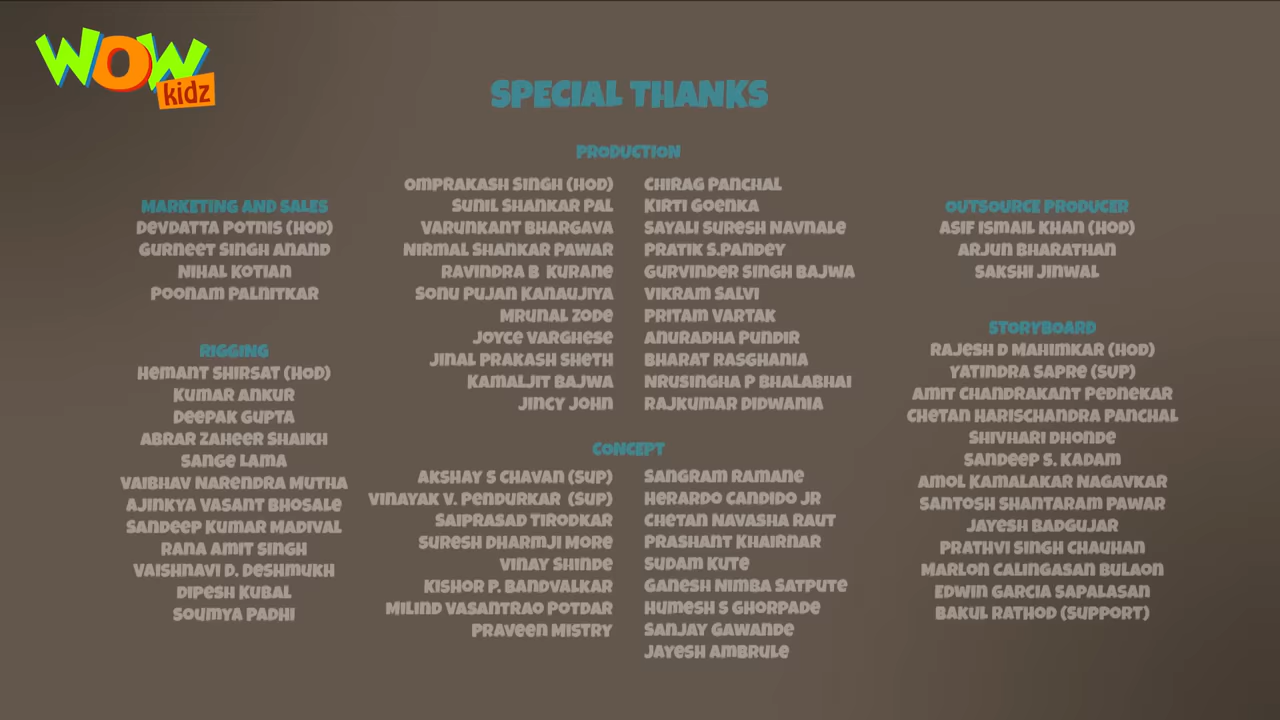 WOW
kidz
SPECIAL THANKS
MARKETING AND SALES
DEVDATTA POTNIS (HOD)
GURNEET SINGH ANAND
NIHAL KOTIAN
POONAM PALNITKAR
RIGGING
HEMANT SHIRSAT (HOD)
KUMAR ANKUR
DEEPAK GUPTA
ABRAR ZAHEER SHAIKH
SANGE LAMA
VAIBHAV NARENDRA MUTHA
AJINKYA VASANT BHOSALE
SANDEEP KUMAR MADIVAL
RANA AMIT SINGH
VAISHNAVI D. DESHMUKH
DIPESH KUBAL
SOUMYA PADHI
PRODUCTION
OMPRAKASH SINGH (HOD)
SUNIL SHANKAR PAL
VARUNKANT BHARGAVA
NIRMAL SHANKAR PAWAR
RAVINDRA B KURANE
SONU PUJAN KANAUJIYA
MRUNAL ZODE
JOYCE VARGHESE
JINAL PRAKASH SHETH
KAMALJIT BAJWA
JINCY JOHN
CHIRAG PANCHAL
KIRTI GOENKA
SAYALI SURESH NAVNALE
PRATIK S.PANDEY
GURVINDER SINGH BAJWA
VIKRAM SALVI
PRITAM VARTAK
ANURADHA PUNDIR
BHARAT RASGHANIA
NRUSINGHA P BHALABHAI
RAJKUMAR DIDWANIA
CONCEPT
AKSHAY S CHAVAN (SUP)
VINAYAK V. PENDURKAR (SUP)
SAIPRASAD TIRODKAR
SURESH DHARMJI MORE
VINAY SHINDE
KISHOR P. BANDVALKAR
MILIND VASANTRAO POTDAR
PRAVEEN MISTRY
SANGRAM RAMANE
HERARDO CANDIDO JR
CHETAN NAVASHA RAUT
PRASHANT KHAIRNAR
SUDAM KUTE
GANESH NIMBA SATPUTE
HUMESH S GHORPADE
SANJAY GAWANDE
JAYESH AMBRULE
OUTSOURCE PRODUCER
ASIF ISMAIL KHAN (HOD)
ARJUN BHARATHAN
SAKSHI JINWAL
STORYBOARD
RAJESH D MAHIMKAR (HOD)
YATINDRA SAPRE (SUP)
AMIT CHANDRAKANT PEDNEKAR
CHETAN HARISCHANDRA PANCHAL
SHIVHARI DHONDE
SANDEEP S. KADAM
AMOL KAMALAKAR NAGAVKAR
SANTOSH SHANTARAM PAWAR
JAYESH BADGUJAR
PRATHVI SINGH CHAUHAN
MARLON CALINGASAN BULAON
EDWIN GARCIA SAPALASAN
BAKUL RATHOD (SUPPORT)